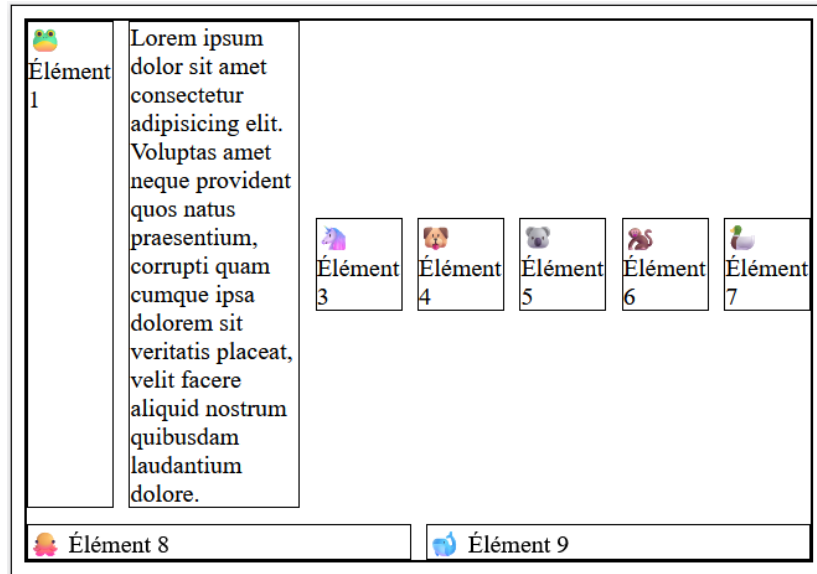 Élément
1
Lorem ipsum
dolor sit amet
consectetur
adipisicing elit.
Voluptas amet
neque provident
quos natus
praesentium,
corrupti quam
cumque ipsa
dolorem sit
veritatis placeat,
velit facere
aliquid nostrum
quibusdam
laudantium
dolore.
Élément
3
Élément
4
Élément
5
Élément
6
Élément
7
Élément 8
Élément 9